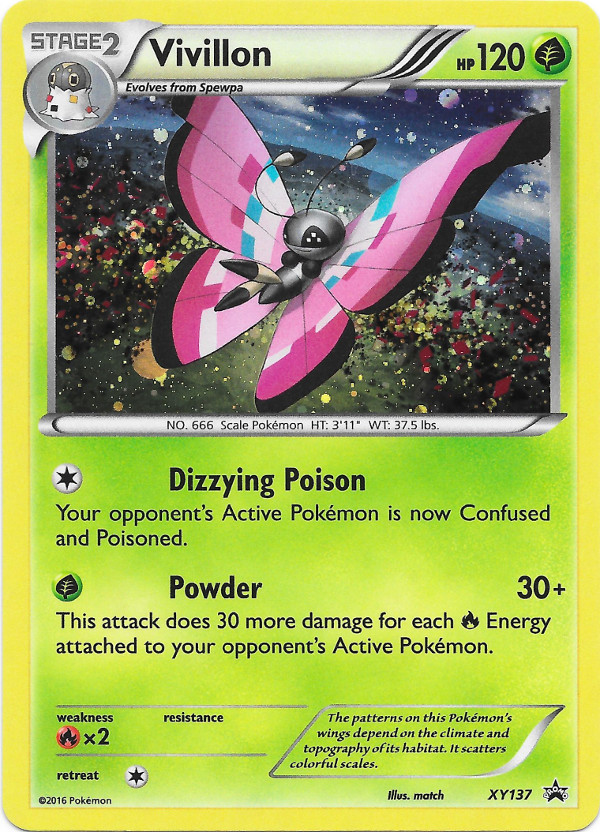 STAGE2
Vivillon
HP120
Evolves from Spewpa
NO. 666 Scale Pokémon HT: 3'11" WT: 37.5 lbs.
Dizzying Poison
Your opponent's Active Pokémon is now Confused
and Poisoned.
Powder 30+
This attack does 30 more damage for each Energy
attached to your opponent's Active Pokémon.
weakness resistance
×2
retreat
The patterns on this Pokémon's
wings depend on the climate and
topography of its habitat. It scatters
colorful scales.
©2016 Pokémon
Illus. match
XY137
PROMO